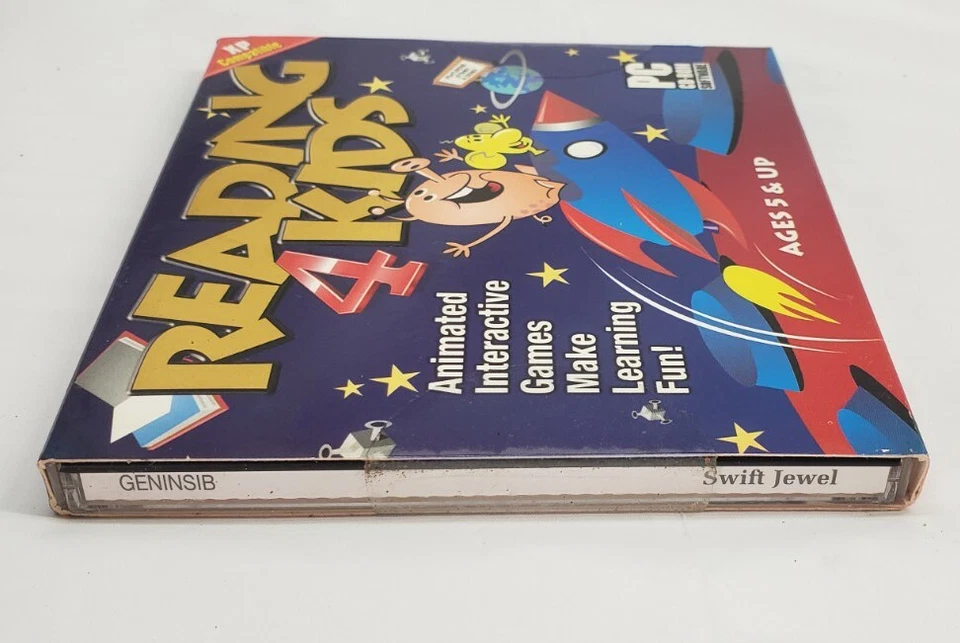 XP
Compatible
READING
4 KIDS
PC
CD-ROM
SOFTWARE
AGES 5 & UP
Animated
Interactive
Games
Make
Learning
Fun!
GENINSIB
Swift Jewel